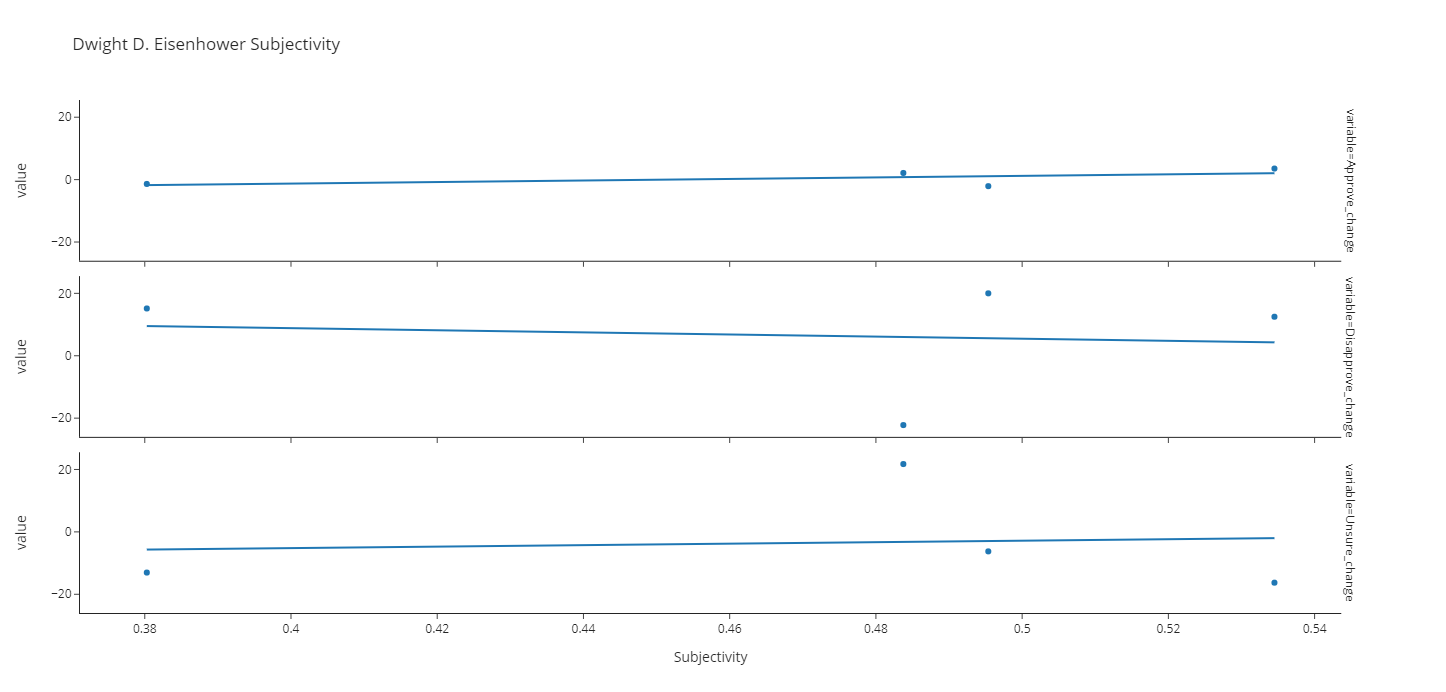 Dwight D. Eisenhower Subjectivity
20
0
−20
value
variable=Approve_change
20
0
−20
value
variable=Disapprove_change
20
0
−20
value
variable=Unsure_change
0.38 0.4 0.42 0.44 0.46 0.48 0.5 0.52 0.54
Subjectivity